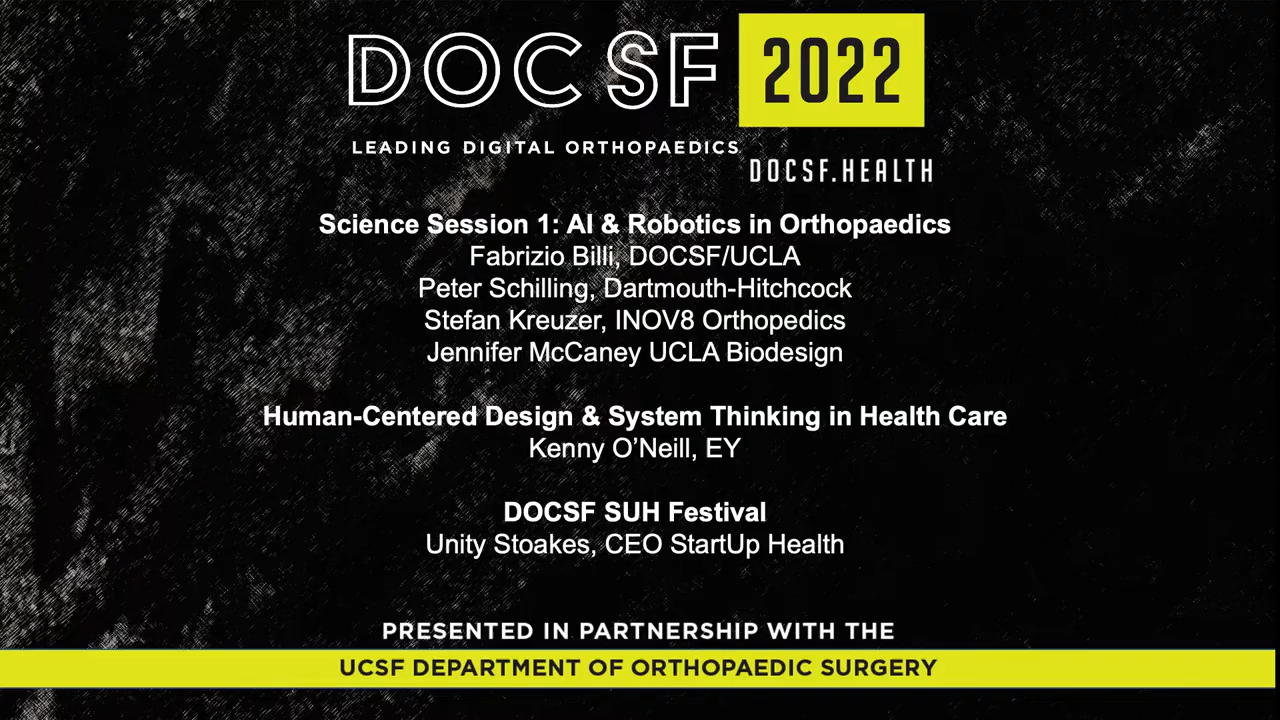 DOC SF 2022
LEADING DIGITAL ORTHOPAEDICS
DOCSF.HEALTH
Science Session 1: AI & Robotics in Orthopaedics
Fabrizio Billi, DOCSF/UCLA
Peter Schilling, Dartmouth-Hitchcock
Stefan Kreuzer, INOV8 Orthopedics
Jennifer McCaney UCLA Biodesign
Human-Centered Design & System Thinking in Health Care
Kenny O’Neill, EY
DOCSF SUH Festival
Unity Stoakes, CEO StartUp Health
PRESENTED IN PARTNERSHIP WITH THE
UCSF DEPARTMENT OF ORTHOPAEDIC SURGERY